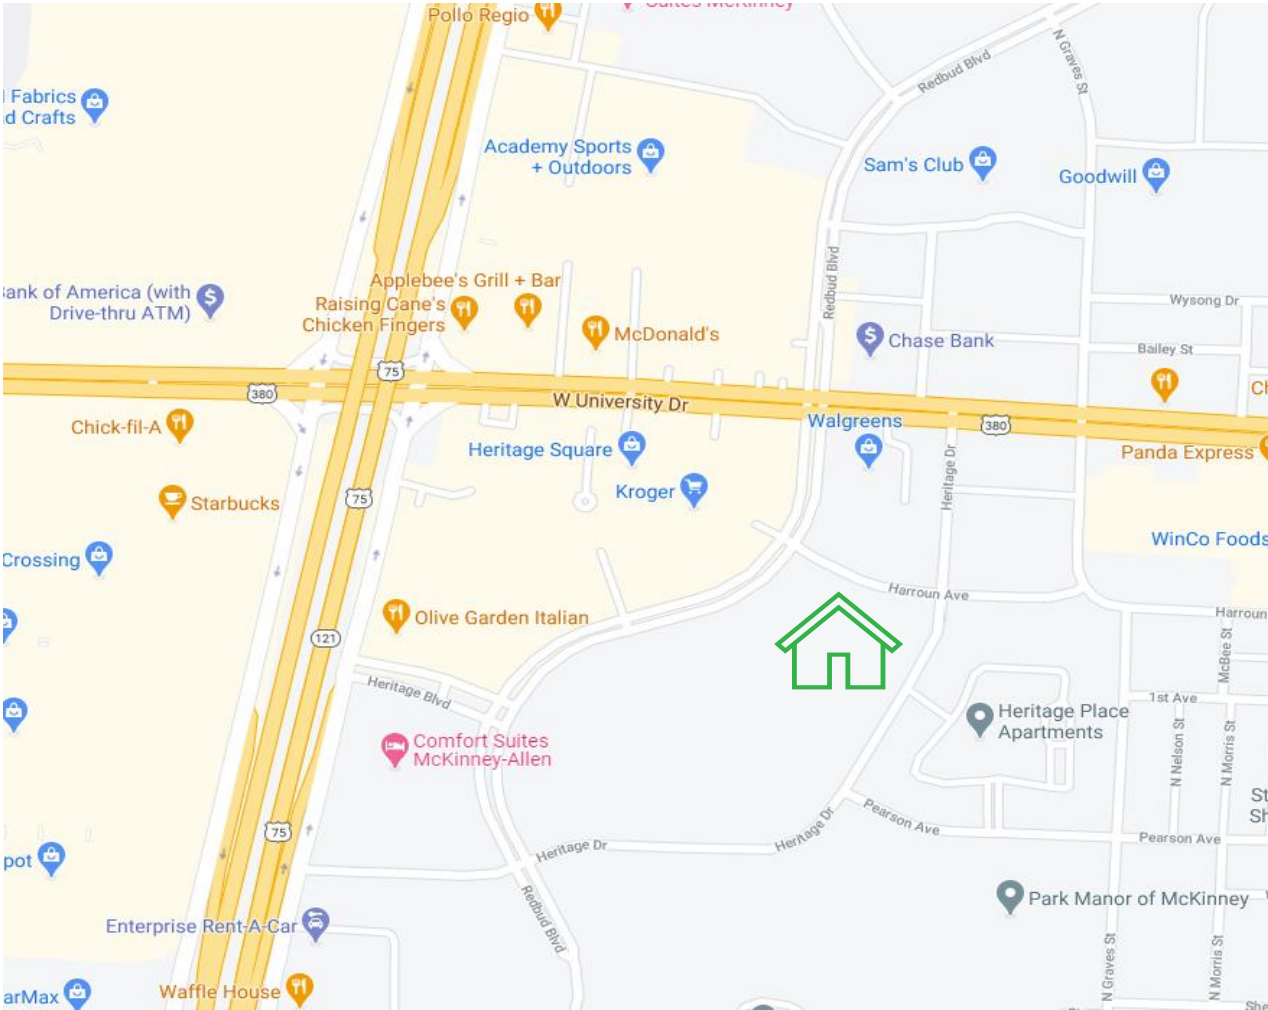 Pollo Regio
Suites McKinney
Redbud Blvd
N Graves St
l Fabrics
d Crafts
Academy Sports
+ Outdoors
Sam's Club
Goodwill
Redbud Blvd
Applebee's Grill + Bar
ank of America (with
Drive-thru ATM)
Raising Cane's
Chicken Fingers
McDonald's
Wysong Dr
Chase Bank
Bailey St
75
380
W University Dr
Ch
Chick-fil-A
Walgreens
380
Heritage Square
Panda Express
Kroger
Heritage Dr
75
Starbucks
Crossing
WinCo Foods
Harroun Ave
Olive Garden Italian
Harroun
121
McBee St
Heritage Blvd
1st Ave
Heritage Place
Apartments
Comfort Suites
McKinney-Allen
N Nelson St
N Morris St
St
Sh
75
Pearson Ave
Heritage Dr
Pearson Ave
Heritage Dr
pot
Park Manor of McKinney
Redbud Blvd
Enterprise Rent-A-Car
N Graves St
N Morris St
arMax
Waffle House
She